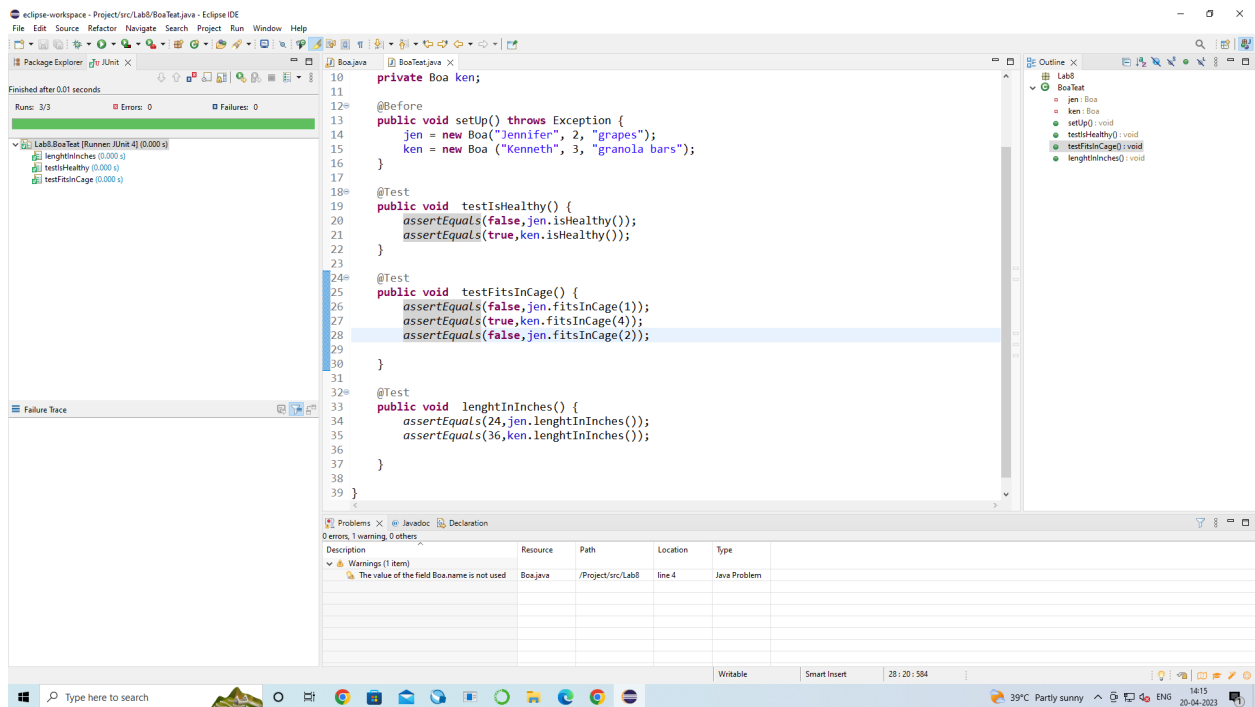 eclipse-workspace - Project/src/Lab8/BoaTeat.java - Eclipse IDE
File Edit Source Refactor Navigate Search Project Run Window Help
Package Explorer JUnit
Finished after 0.01 seconds
Runs: 3/3 Errors: 0 Failures: 0
Lab8.BoaTeat [Runner: JUnit 4] (0.000 s)
lenghtInInches (0.000 s)
testIsHealthy (0.000 s)
testFitsInCage (0.000 s)
Failure Trace
Boa.java BoaTeat.java
10 private Boa ken;
11
12 @Before
13 public void setUp() throws Exception {
14 jen = new Boa("Jennifer", 2, "grapes");
15 ken = new Boa ("Kenneth", 3, "granola bars");
16 }
17
18 @Test
19 public void testIsHealthy() {
20 assertEquals(false,jen.isHealthy());
21 assertEquals(true,ken.isHealthy());
22 }
23
24 @Test
25 public void testFitsInCage() {
26 assertEquals(false,jen.fitsInCage(1));
27 assertEquals(true,ken.fitsInCage(4));
28 assertEquals(false,jen.fitsInCage(2));
29
30 }
31
32 @Test
33 public void lenghtInInches() {
34 assertEquals(24,jen.lenghtInInches());
35 assertEquals(36,ken.lenghtInInches());
36
37 }
38
39 }
Outline
Lab8
BoaTeat
jen : Boa
ken : Boa
setUp() : void
testIsHealthy() : void
testFitsInCage() : void
lenghtInInches() : void
Problems Javadoc Declaration
0 errors, 1 warning, 0 others
Description Resource Path Location Type
Warnings (1 item)
The value of the field Boa.name is not used Boa.java /Project/src/Lab8 line 4 Java Problem
Writable Smart Insert 28 : 20 : 584
Type here to search
39°C Partly sunny ENG 14:15
20-04-2023